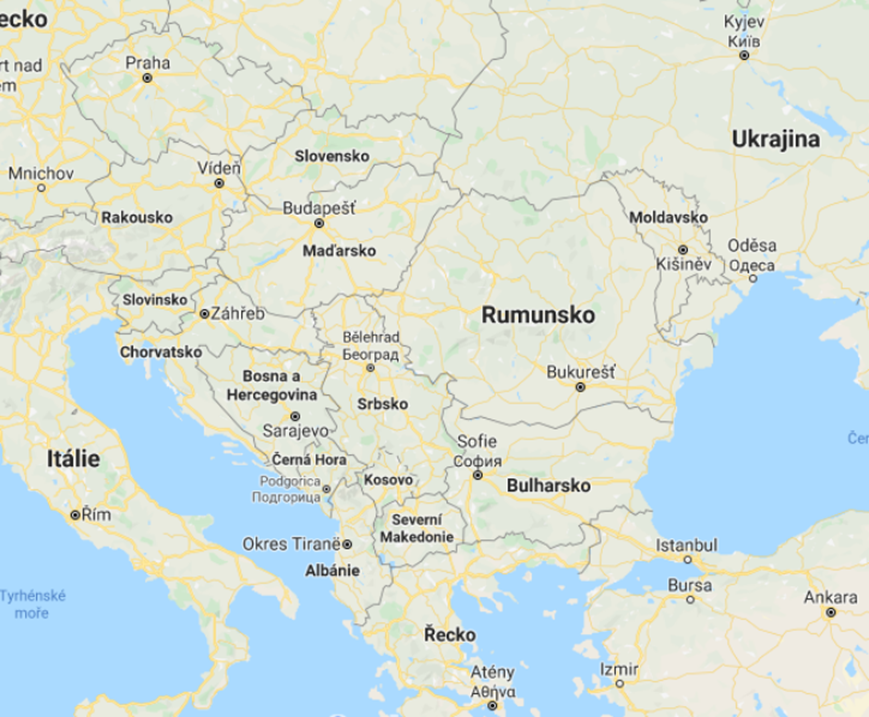 ecko
Praha
Kyjev
Київ
rt nad
em
Ukrajina
Slovensko
Mnichov
Vídeň
Rakousko
Budapešť
Moldavsko
Maďarsko
Oděsa
Одеса
Kišiněv
Slovinsko
Záhřeb
Rumunsko
Bělehrad
Београд
Chorvatsko
Bosna a
Hercegovina
Bukurešť
Srbsko
Sarajevo
Sofie
София
Čer
Itálie
Černá Hora
Kosovo
Podgorica
Подгорица
Bulharsko
Řím
Severní
Makedonie
Okres Tirane
Istanbul
Albánie
Bursa
Tyrhénské
moře
Ankara
Řecko
Atény
Αθήνα
Izmir